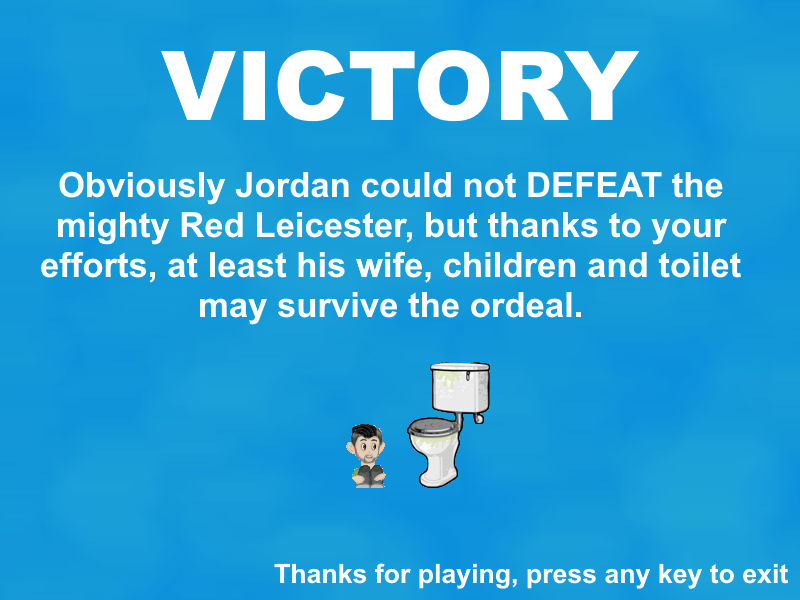 VICTORY
Obviously Jordan could not DEFEAT the
mighty Red Leicester, but thanks to your
efforts, at least his wife, children and toilet
may survive the ordeal.
Thanks for playing, press any key to exit